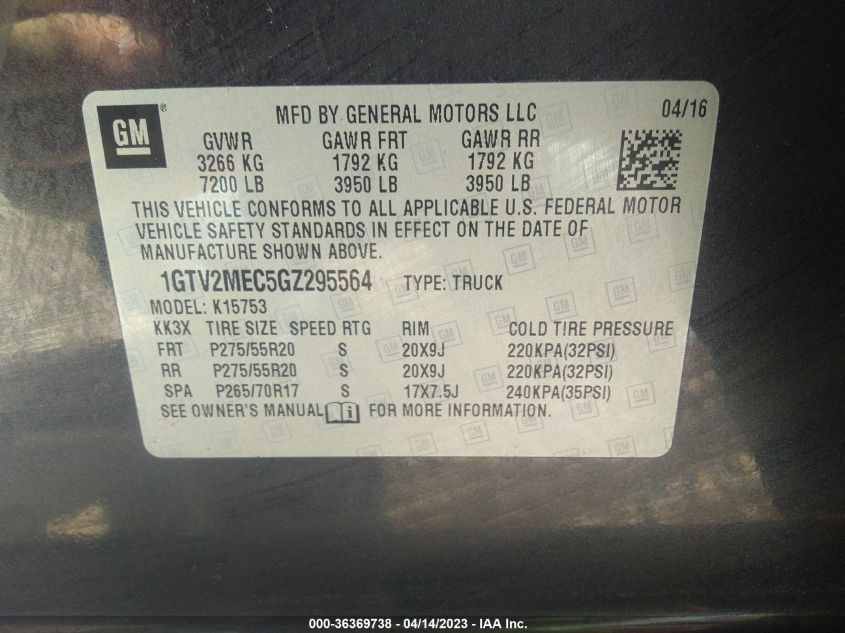 GM ® MFD BY GENERAL MOTORS LLC 04/16
GVWR GAWR FRT GAWR RR
3266 KG 1792 KG 1792 KG
7200 LB 3950 LB 3950 LB
THIS VEHICLE CONFORMS TO ALL APPLICABLE U.S. FEDERAL MOTOR
VEHICLE SAFETY STANDARDS IN EFFECT ON THE DATE OF
MANUFACTURE SHOWN ABOVE.
1GTV2MEC5GZ295564 TYPE: TRUCK
MODEL: K15753
KK3X TIRE SIZE SPEED RTG RIM COLD TIRE PRESSURE
FRT P275/55R20 S 20X9J 220KPA(32PSI)
RR P275/55R20 S 20X9J 220KPA(32PSI)
SPA P265/70R17 S 17X7.5J 240KPA(35PSI)
SEE OWNER'S MANUAL i FOR MORE INFORMATION.
000-36369738 - 04/14/2023 - IAA Inc.